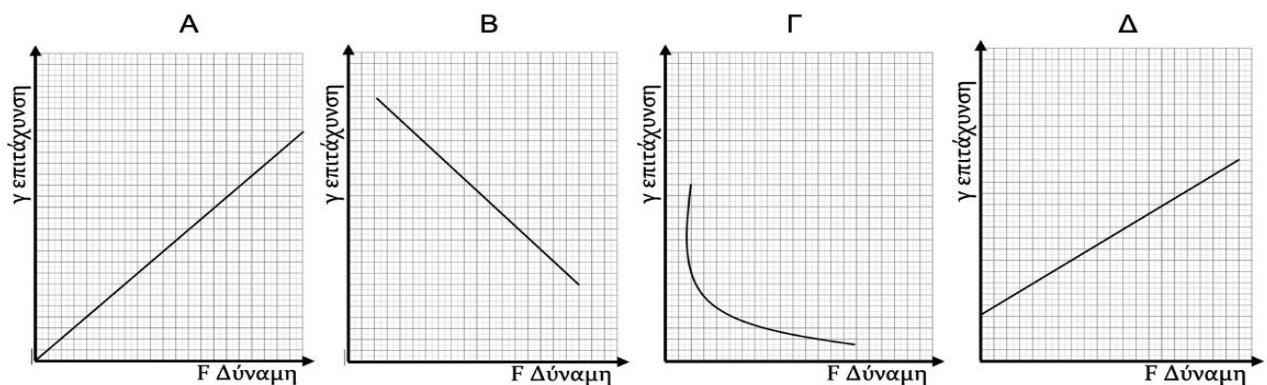 Α
Β
Γ
Δ
γ επιτάχυνση
γ επιτάχυνση
γ επιτάχυνση
γ επιτάχυνση
F Δύναμη
F Δύναμη
F Δύναμη
F Δύναμη